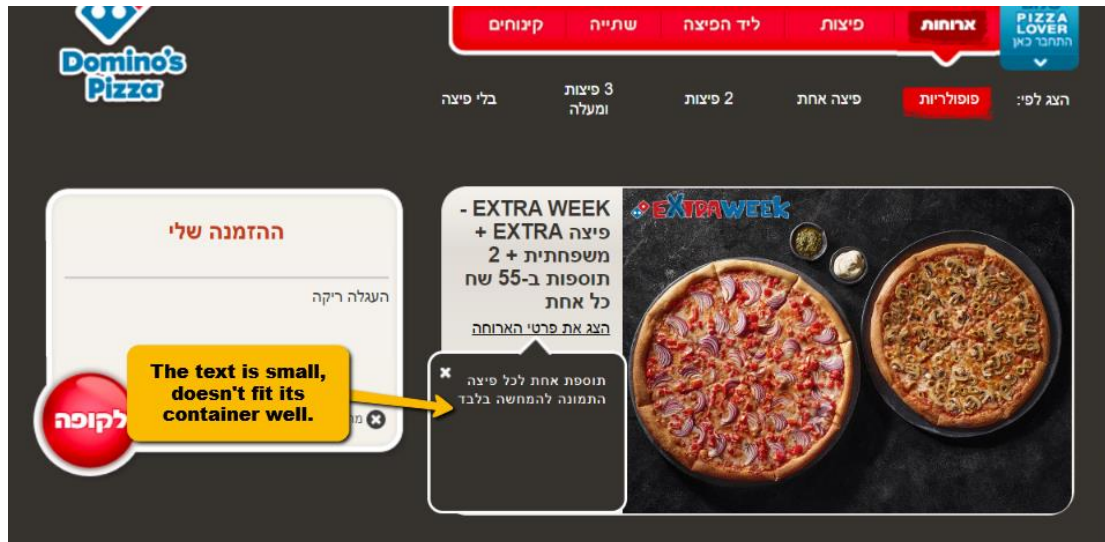 Domino's
Pizza
PIZZA
LOVER
התחבר כאן
ארוחות
פיצות
ליד הפיצה
שתייה
קינוחים
הצג לפי:
פופולריות
פיצה אחת
2 פיצות
3 פיצות
ומעלה
בלי פיצה
EXTRAWEEK
EXTRA WEEK -
פיצה EXTRA +
משפחתית + 2
תוספות ב-55 שח
כל אחת
הצג את פרטי הארוחה
תוספת אחת לכל פיצה
התמונה להמחשה בלבד
ההזמנה שלי
העגלה ריקה
לקופה
The text is small,
doesn't fit its
container well.